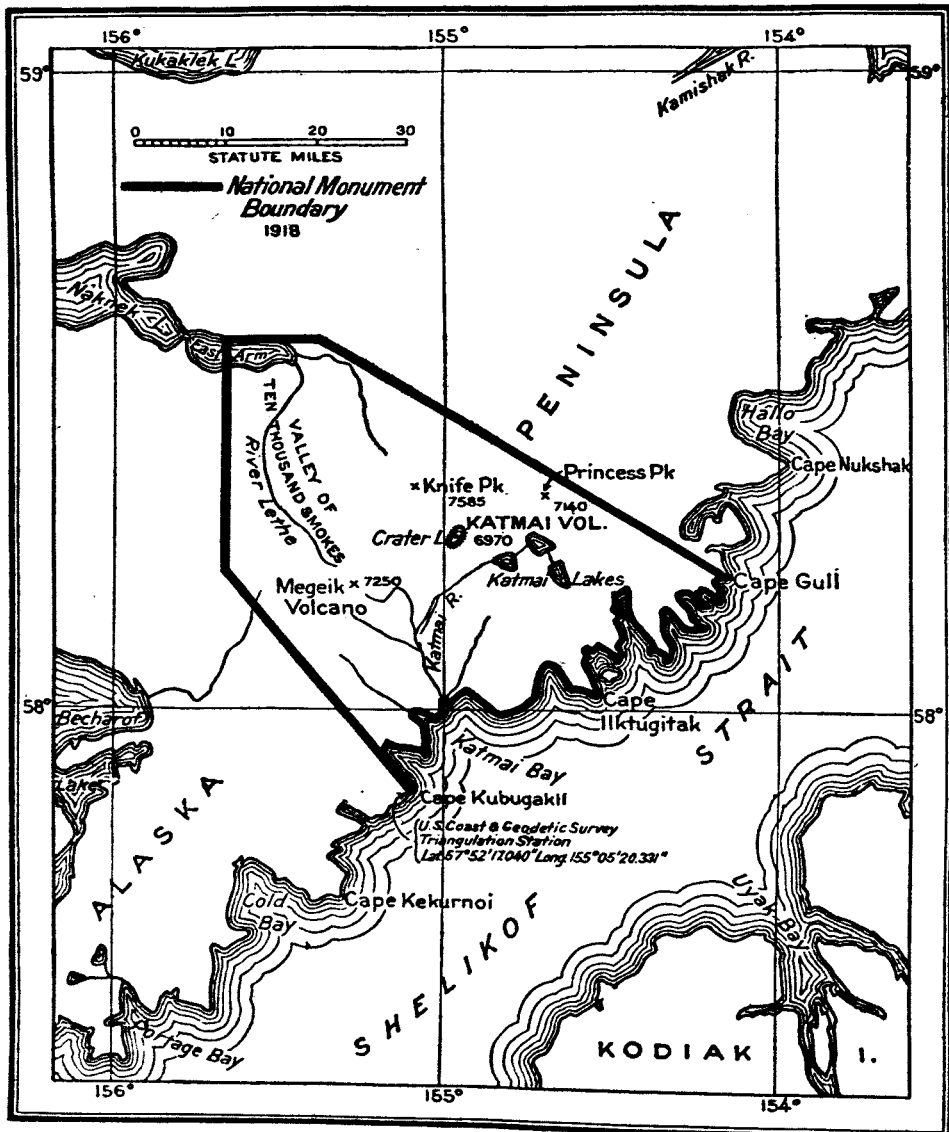 156°
155°
154°
Kukaklek L.
Kamishak R.
59°
59°
0 10 20 30
STATUTE MILES
National Monument
Boundary
1918
PENINSULA
Naknek L.
East Arm
Hallo
Bay
Cape Nukshak
VALLEY OF
TEN THOUSAND SMOKES
River Lethe
Knife Pk
7585
Princess Pk
7140
KATMAI VOL.
6970
Crater L.
Katmai Lakes
Cape Gull
Megeik
Volcano
7250
Katmai R.
STRAIT
58°
58°
Becharof
Lake
Cape
Ilktugitak
Katmai Bay
Cape Kubugakli
U.S. Coast & Geodetic Survey
Triangulation Station
Lat. 57°52'17.040" Long. 155°05'20.331"
ALASKA
Cold
Bay
Cape Kekurnoi
Uyak Bay
SHELIKOF
Portage Bay
KODIAK I.
156°
155°
154°